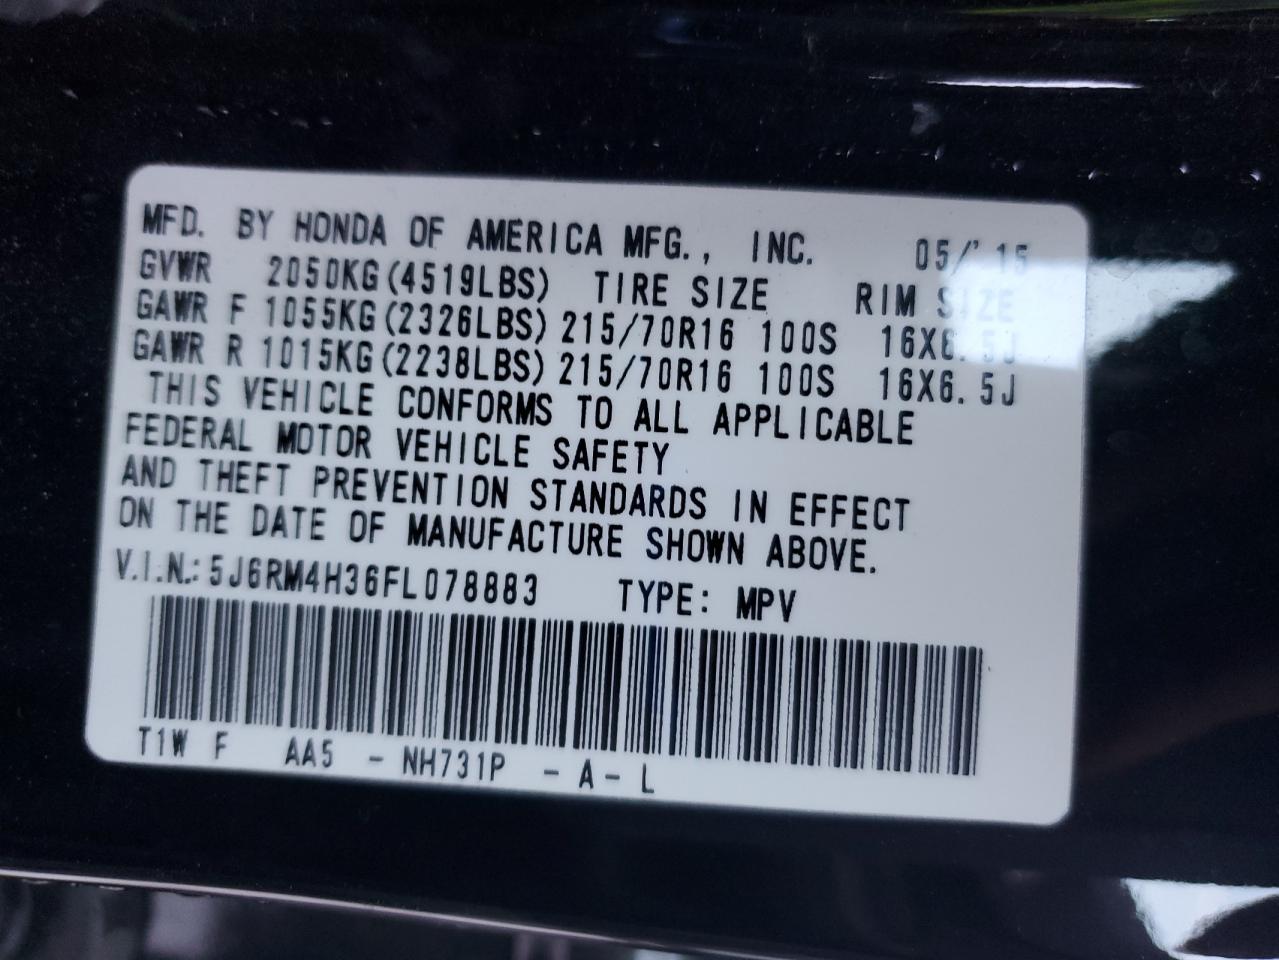 MFD. BY HONDA OF AMERICA MFG., INC. 05/'15
GVWR 2050KG(4519LBS) TIRE SIZE RIM SIZE
GAWR F 1055KG(2326LBS) 215/70R16 100S 16X6.5J
GAWR R 1015KG(2238LBS) 215/70R16 100S 16X6.5J
THIS VEHICLE CONFORMS TO ALL APPLICABLE
FEDERAL MOTOR VEHICLE SAFETY
AND THEFT PREVENTION STANDARDS IN EFFECT
ON THE DATE OF MANUFACTURE SHOWN ABOVE.
V.I.N.: 5J6RM4H36FL078883 TYPE: MPV
T1W F AA5 - NH731P - A - L